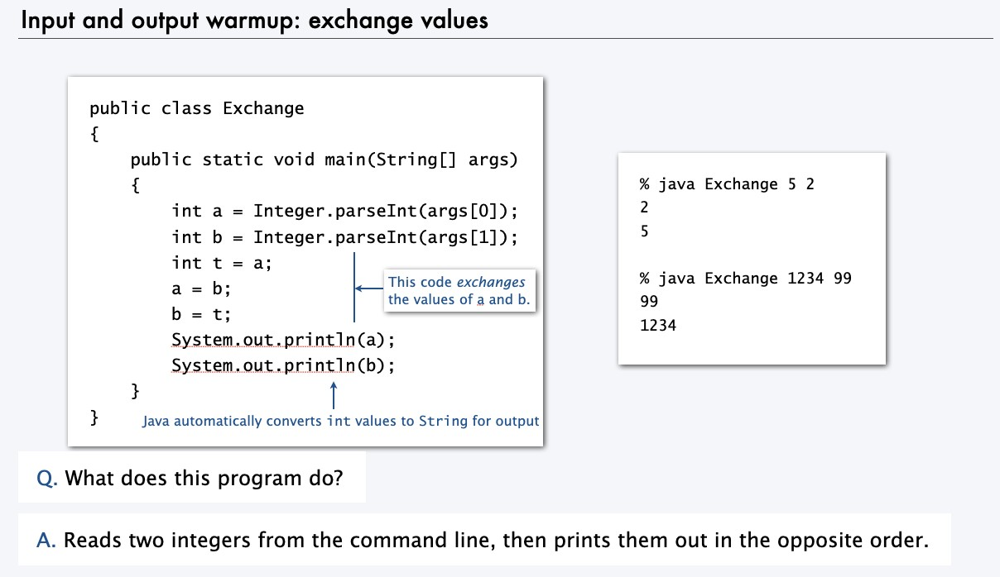 Input and output warmup: exchange values
public class Exchange
{
    public static void main(String[] args)
    {
        int a = Integer.parseInt(args[0]);
        int b = Integer.parseInt(args[1]);
        int t = a;
        a = b;
        b = t;
        System.out.println(a);
        System.out.println(b);
    }
}
This code exchanges
the values of a and b.
Java automatically converts int values to String for output
% java Exchange 5 2
2
5
% java Exchange 1234 99
99
1234
Q. What does this program do?
A. Reads two integers from the command line, then prints them out in the opposite order.